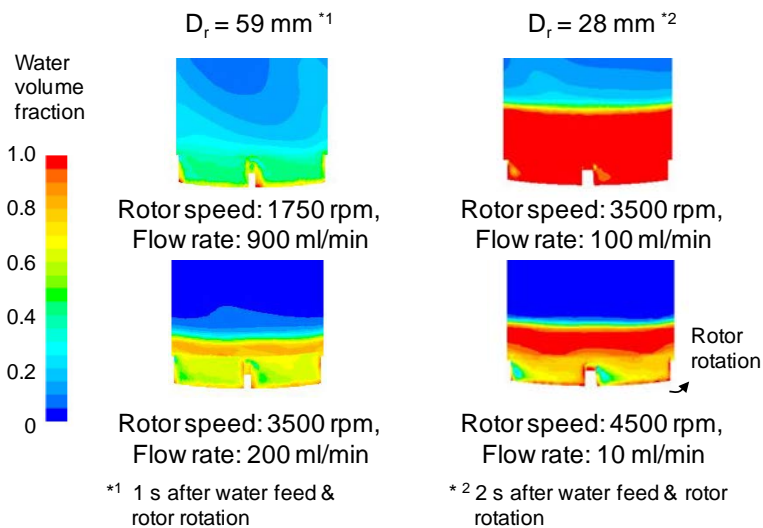 D_r = 59 mm *1
D_r = 28 mm *2
Water
volume
fraction
1.0
0.8
0.6
0.4
0.2
0
Rotor speed: 1750 rpm,
Flow rate: 900 ml/min
Rotor speed: 3500 rpm,
Flow rate: 100 ml/min
Rotor
rotation
Rotor speed: 3500 rpm,
Flow rate: 200 ml/min
Rotor speed: 4500 rpm,
Flow rate: 10 ml/min
*1 1 s after water feed &
rotor rotation
*2 2 s after water feed & rotor
rotation